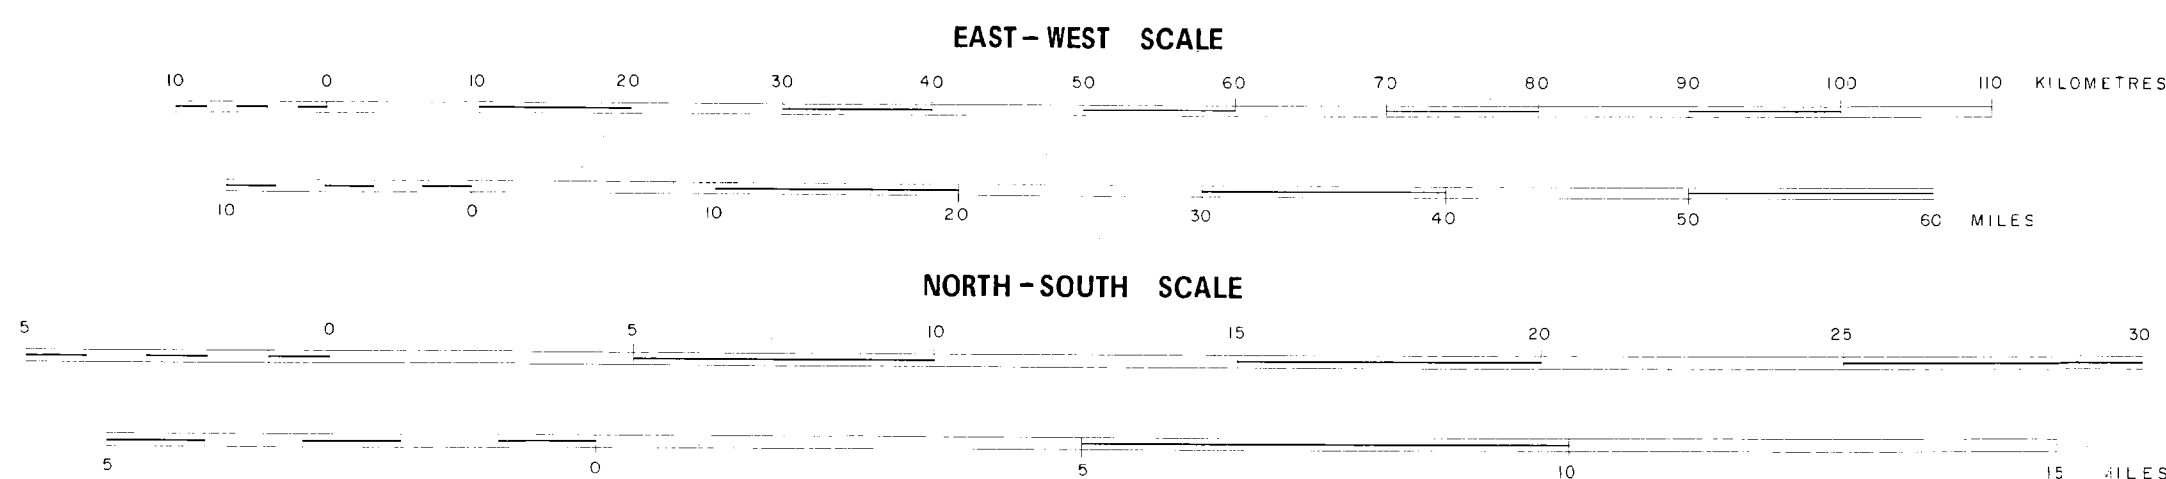 EAST – WEST SCALE
10 0 10 20 30 40 50 60 70 80 90 100 110 KILOMETRES
10 0 10 20 30 40 50 60 MILES
NORTH – SOUTH SCALE
5 0 5 10 15 20 25 30
5 0 5 10 15 MILES